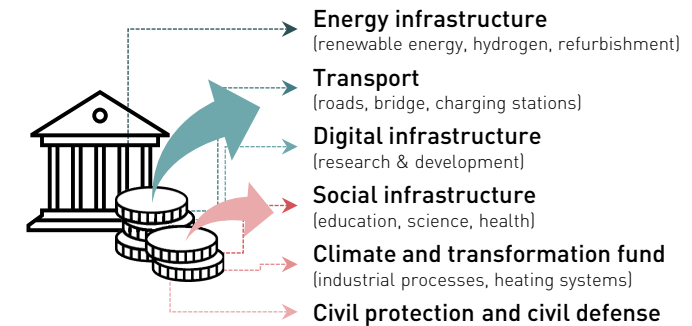 Energy infrastructure
(renewable energy, hydrogen, refurbishment)
Transport
(roads, bridge, charging stations)
Digital infrastructure
(research & development)
Social infrastructure
(education, science, health)
Climate and transformation fund
(industrial processes, heating systems)
Civil protection and civil defense